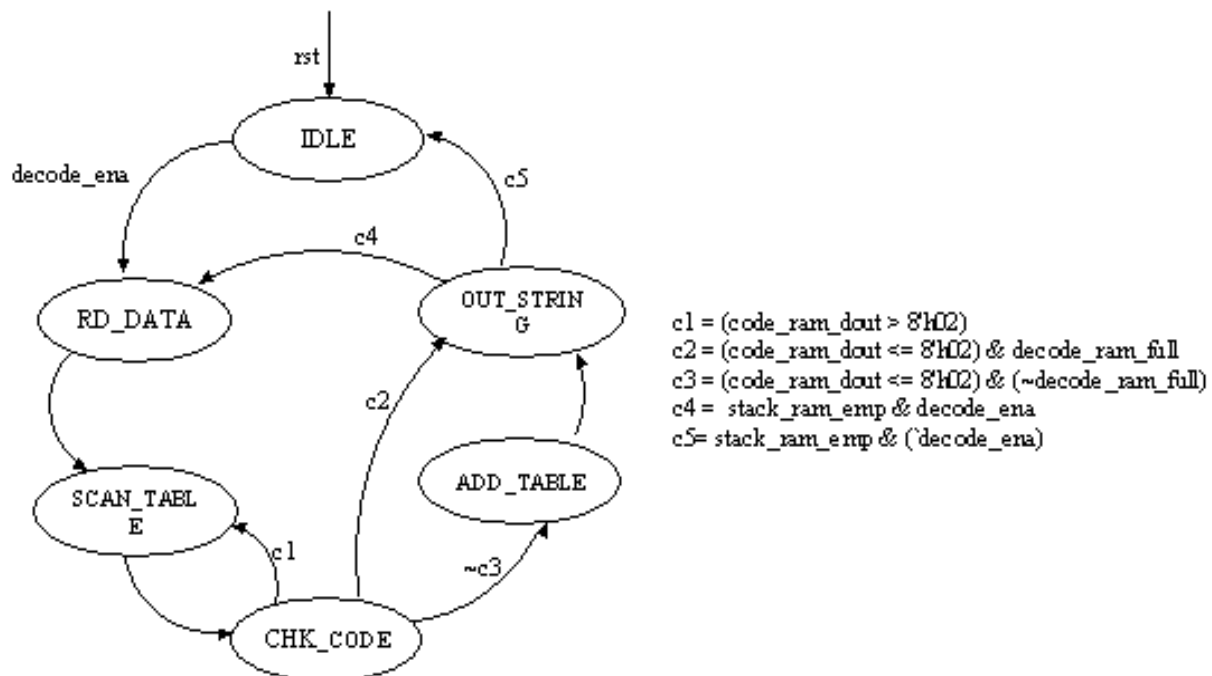 rst
IDLE
decode_ena
c5
c4
RD_DATA
OUT_STRIN
G
c1 = (code_ram_dout > 8'h02)
c2 = (code_ram_dout <= 8'h02) & decode_ram_full
c3 = (code_ram_dout <= 8'h02) & (~decode_ram_full)
c4 = stack_ram_emp & decode_ena
c5= stack_ram_emp & (`decode_ena)
c2
SCAN_TABL
E
ADD_TABLE
c1
~c3
CHK_CODE